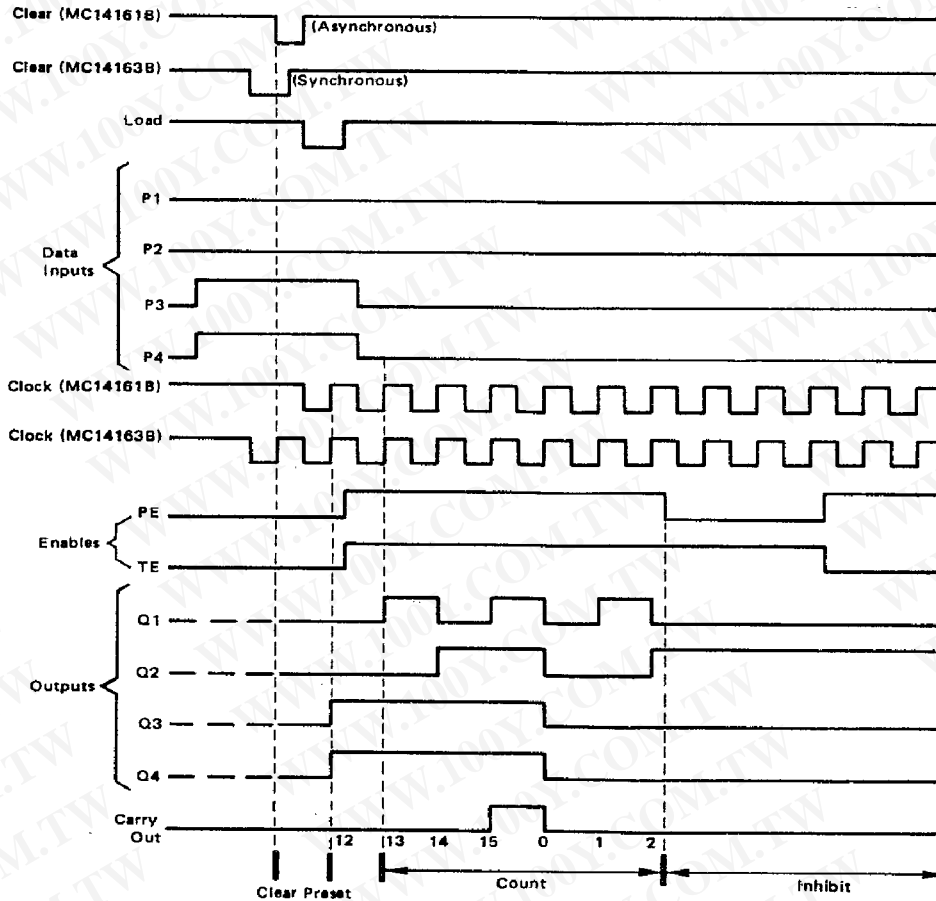 Clear (MC14161B)
(Asynchronous)
Clear (MC14163B)
(Synchronous)
Load
P1
P2
Data
Inputs
P3
P4
Clock (MC14161B)
Clock (MC14163B)
PE
Enables
TE
Q1
Q2
Outputs
Q3
Q4
Carry
Out
12 13 14 15 0 1 2
Clear Preset
Count
Inhibit
WWW.100Y.COM.TW